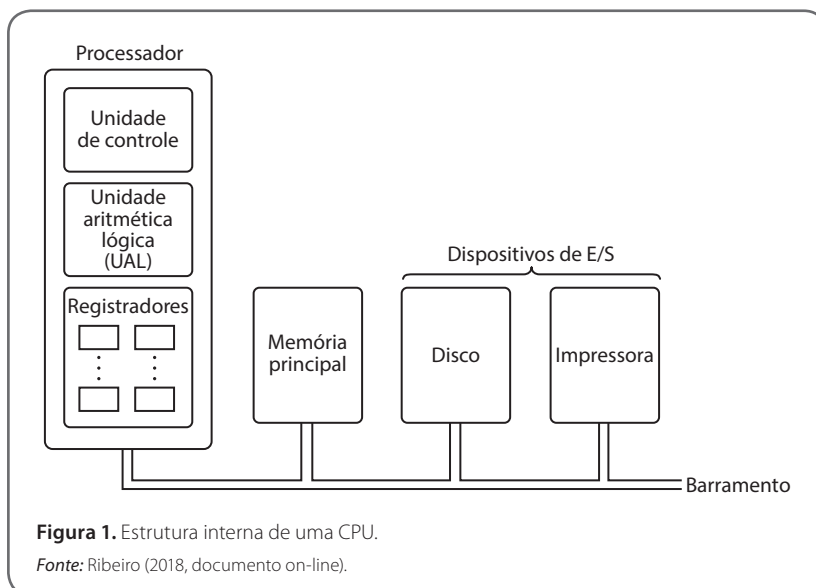 Processador
Unidade
de controle
Unidade
aritmética
lógica
(UAL)
Registradores
Memória
principal
Dispositivos de E/S
Disco
Impressora
Barramento
Figura 1. Estrutura interna de uma CPU.
Fonte: Ribeiro (2018, documento on-line).